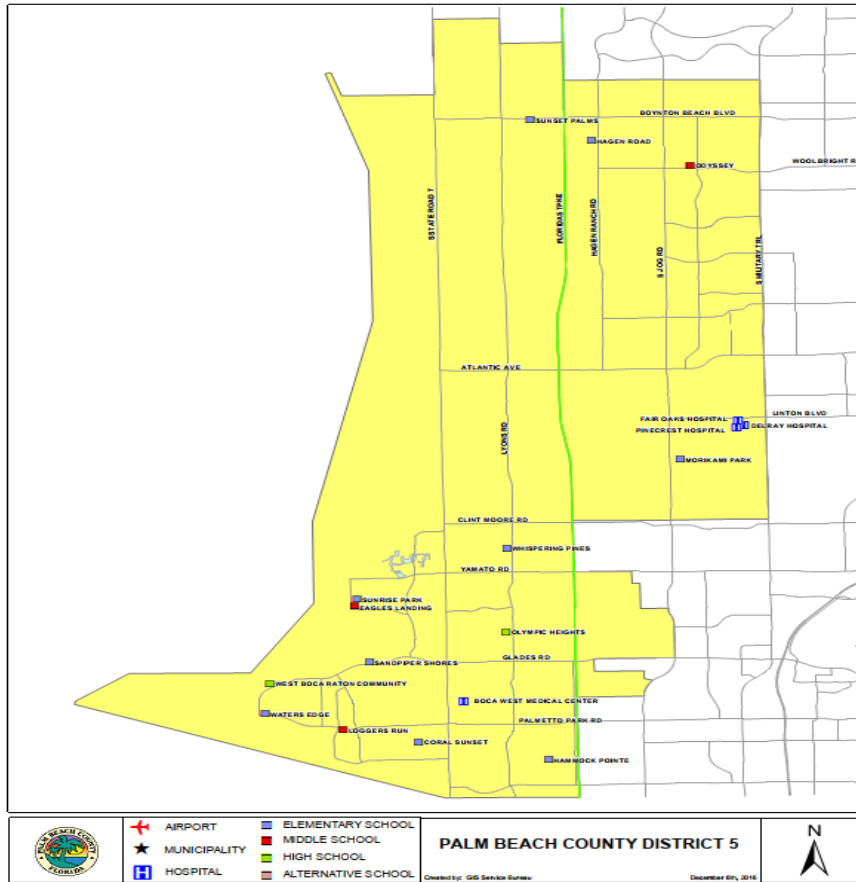 BOYNTON BEACH BLVD
SUNSET PALMS
HAGEN ROAD
WOOLBRIGHT R
ODYSSEY
S STATE ROAD 7
FLORIDAS TPKE
HAGEN RANCH RD
S JOG RD
S MILITARY TRL
ATLANTIC AVE
LINTON BLVD
FAIR OAKS HOSPITAL
DELRAY HOSPITAL
PINECREST HOSPITAL
LYONS RD
MORIKAMI PARK
CLINT MOORE RD
WHISPERING PINES
YAMATO RD
SUNRISE PARK
EAGLES LANDING
OLYMPIC HEIGHTS
GLADES RD
SANDPIPER SHORES
WEST BOCA RATON COMMUNITY
BOCA WEST MEDICAL CENTER
WATERS EDGE
PALMETTO PARK RD
LOGGERS RUN
CORAL SUNSET
HAMMOCK POINTE
PALM BEACH COUNTY
FLORIDA
AIRPORT
MUNICIPALITY
H HOSPITAL
ELEMENTARY SCHOOL
MIDDLE SCHOOL
HIGH SCHOOL
ALTERNATIVE SCHOOL
PALM BEACH COUNTY DISTRICT 5
Created by: GIS Service Bureau
December 6th, 2016
N